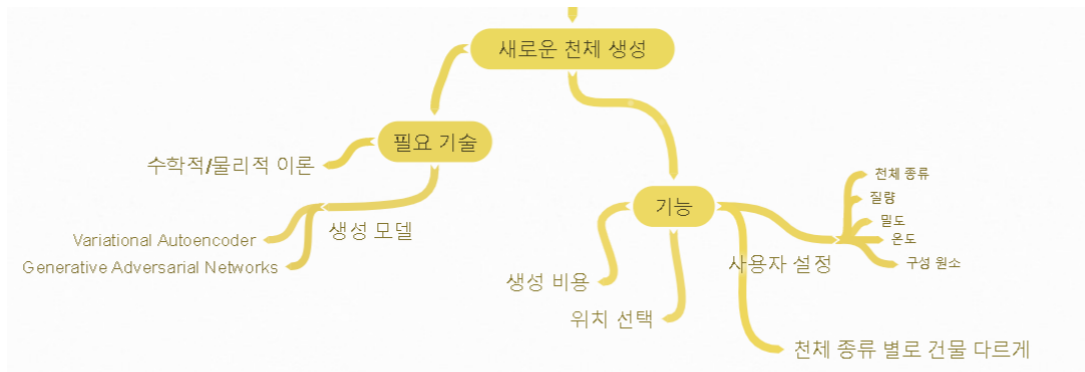 새로운 천체 생성
필요 기술
수학적/물리적 이론
생성 모델
Variational Autoencoder
Generative Adversarial Networks
기능
생성 비용
위치 선택
사용자 설정
천체 종류
질량
밀도
온도
구성 원소
천체 종류 별로 건물 다르게